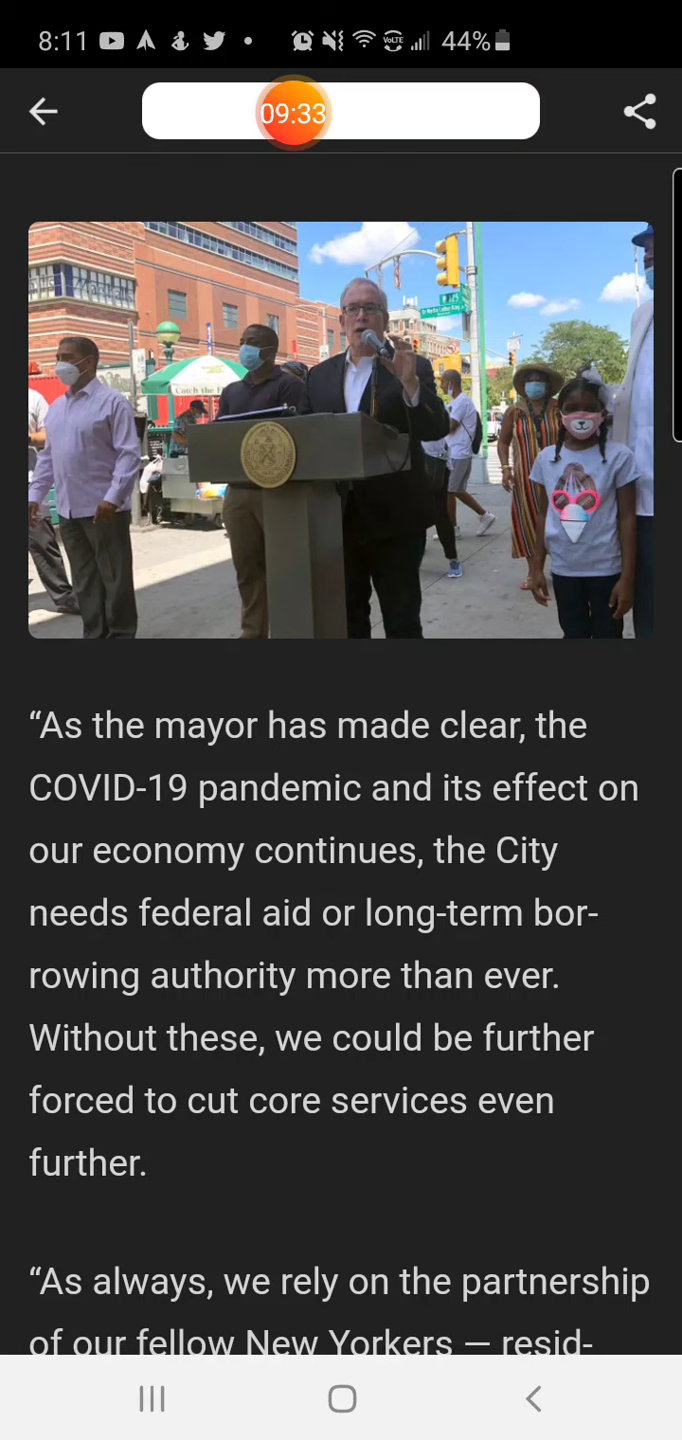 8:11
VoLTE
44%
09:33
Catch the
“As the mayor has made clear, the
COVID-19 pandemic and its effect on
our economy continues, the City
needs federal aid or long-term bor-
rowing authority more than ever.
Without these, we could be further
forced to cut core services even
further.
“As always, we rely on the partnership
of our fellow New Yorkers — resid-